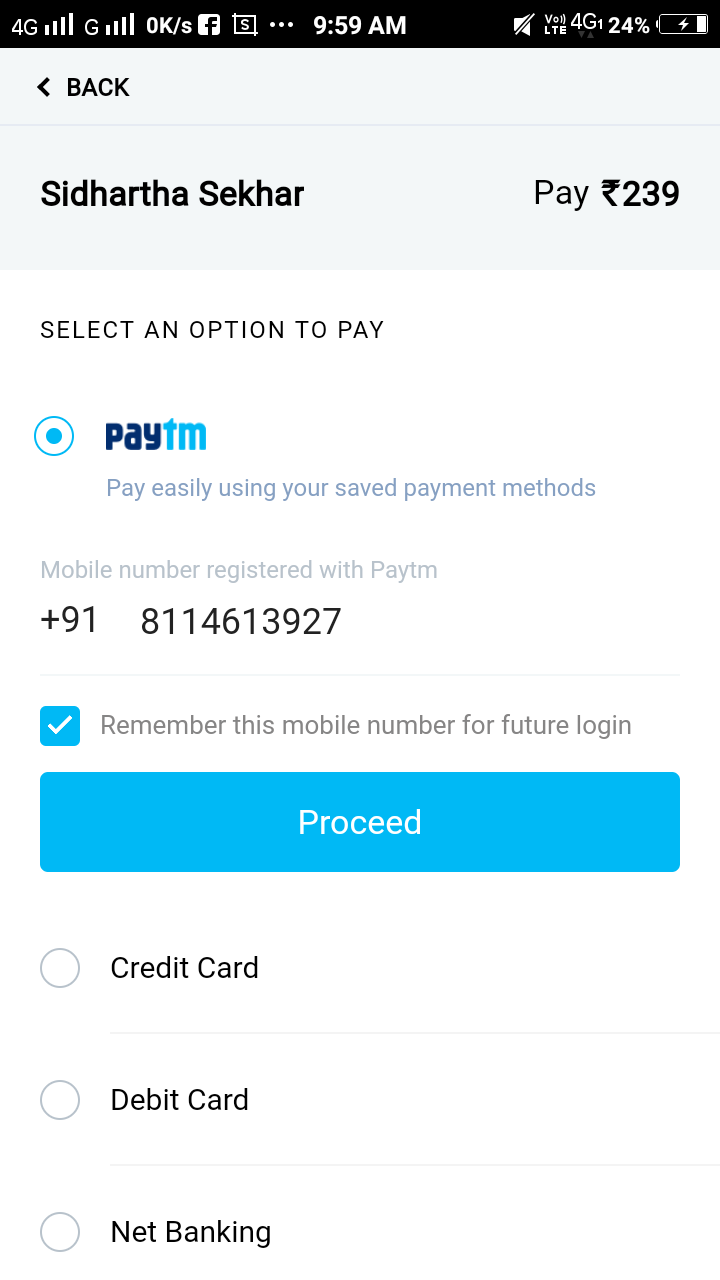 4G G 0K/s S ... 9:59 AM Vo)) LTE 4G1 24%
BACK
Sidhartha Sekhar Pay ₹239
SELECT AN OPTION TO PAY
paytm
Pay easily using your saved payment methods
Mobile number registered with Paytm
+91 8114613927
Remember this mobile number for future login
Proceed
Credit Card
Debit Card
Net Banking